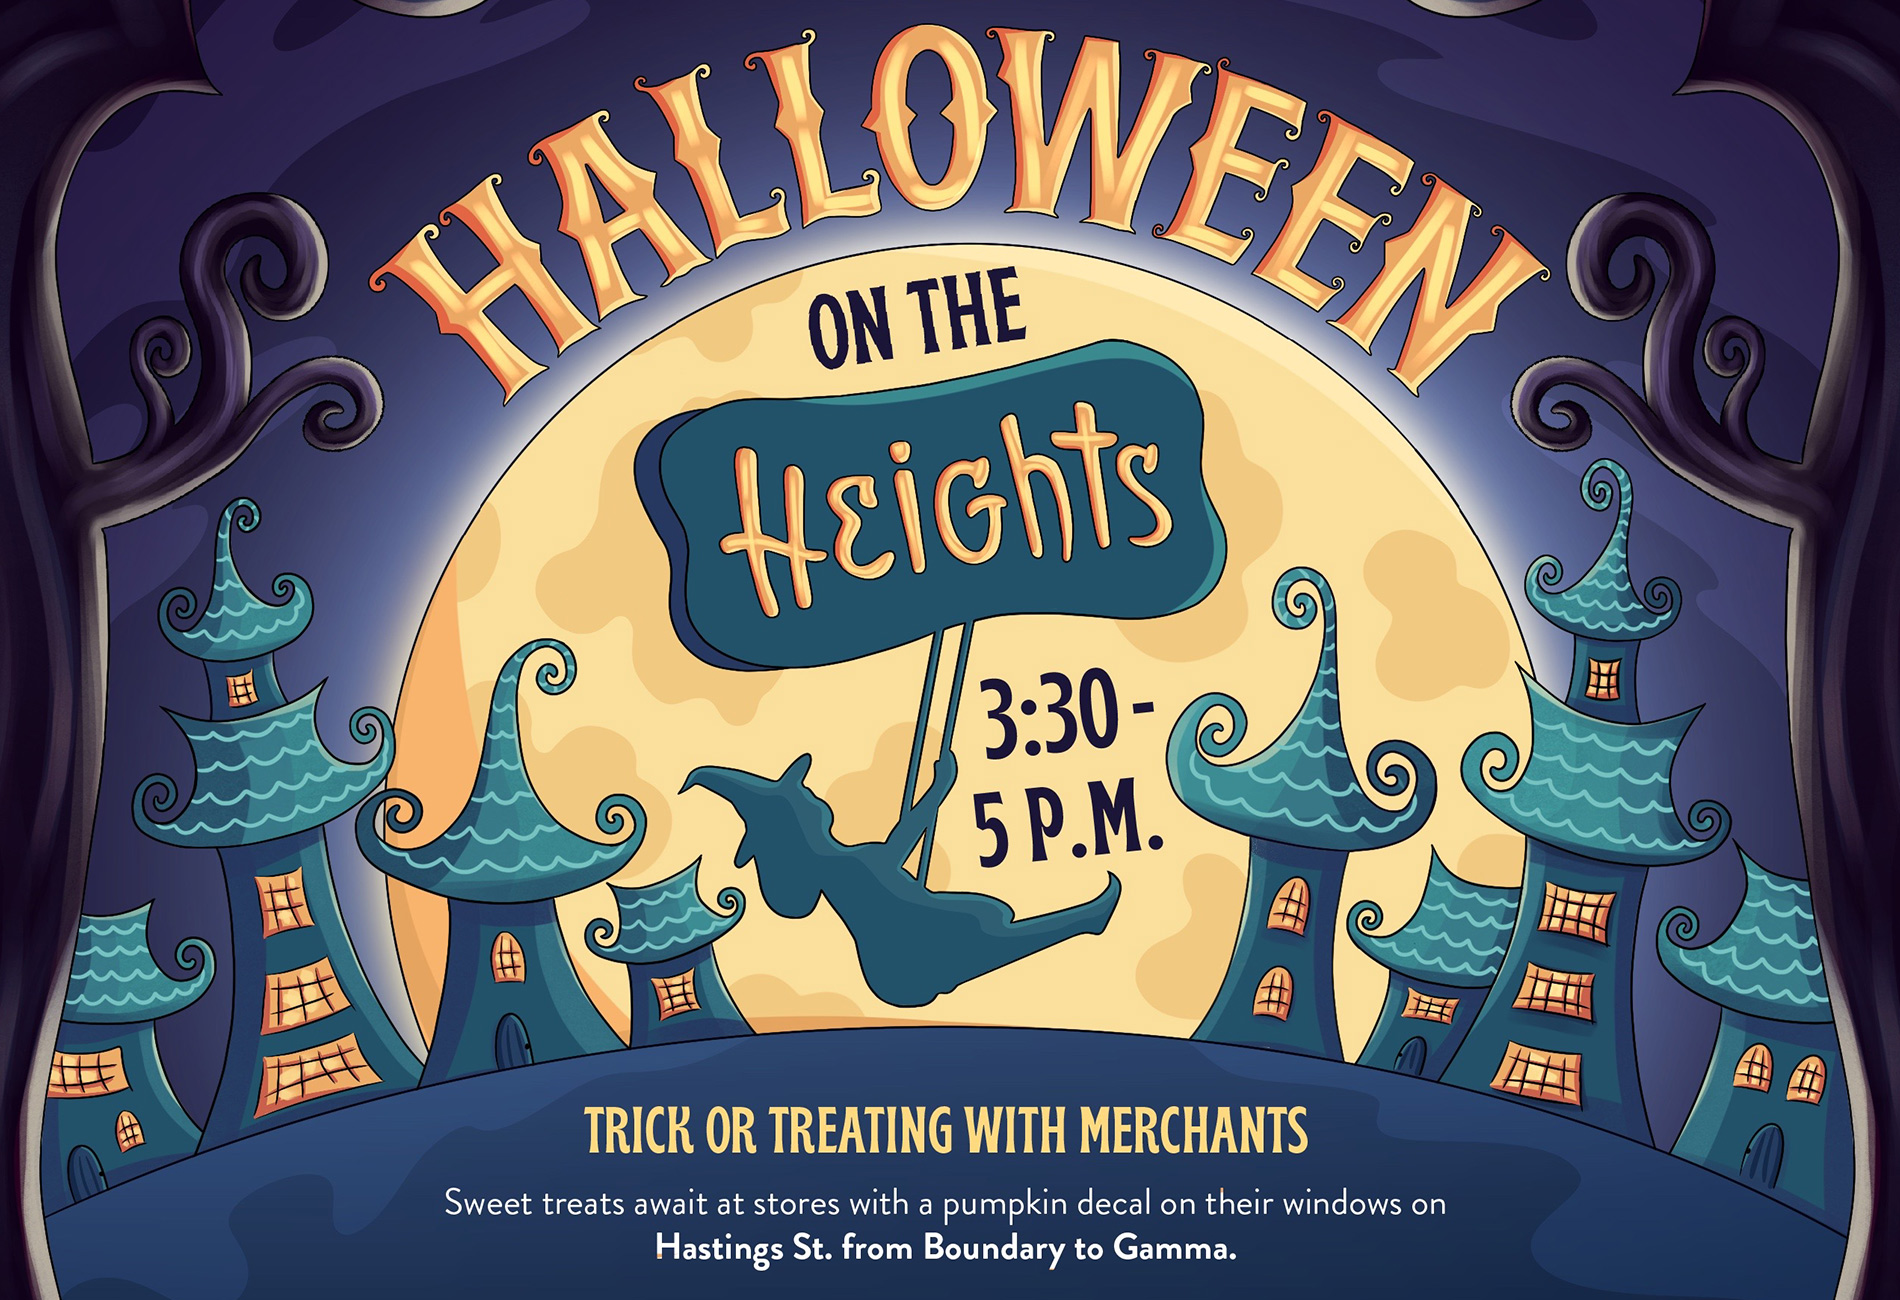 HALLOWEEN
ON THE
HEiGhTs
3:30 -
5 P.M.
TRICK OR TREATING WITH MERCHANTS
Sweet treats await at stores with a pumpkin decal on their windows on
Hastings St. from Boundary to Gamma.